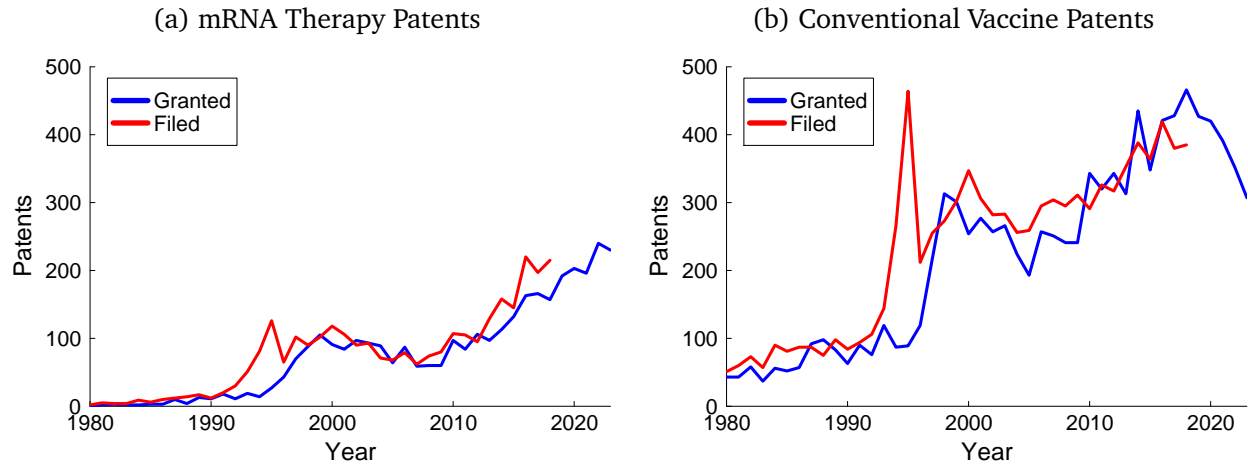 (a) mRNA Therapy Patents
500
400
300
200
100
0
Patents
Granted
Filed
1980
1990
2000
2010
2020
Year
(b) Conventional Vaccine Patents
500
400
300
200
100
0
Patents
Granted
Filed
1980
1990
2000
2010
2020
Year